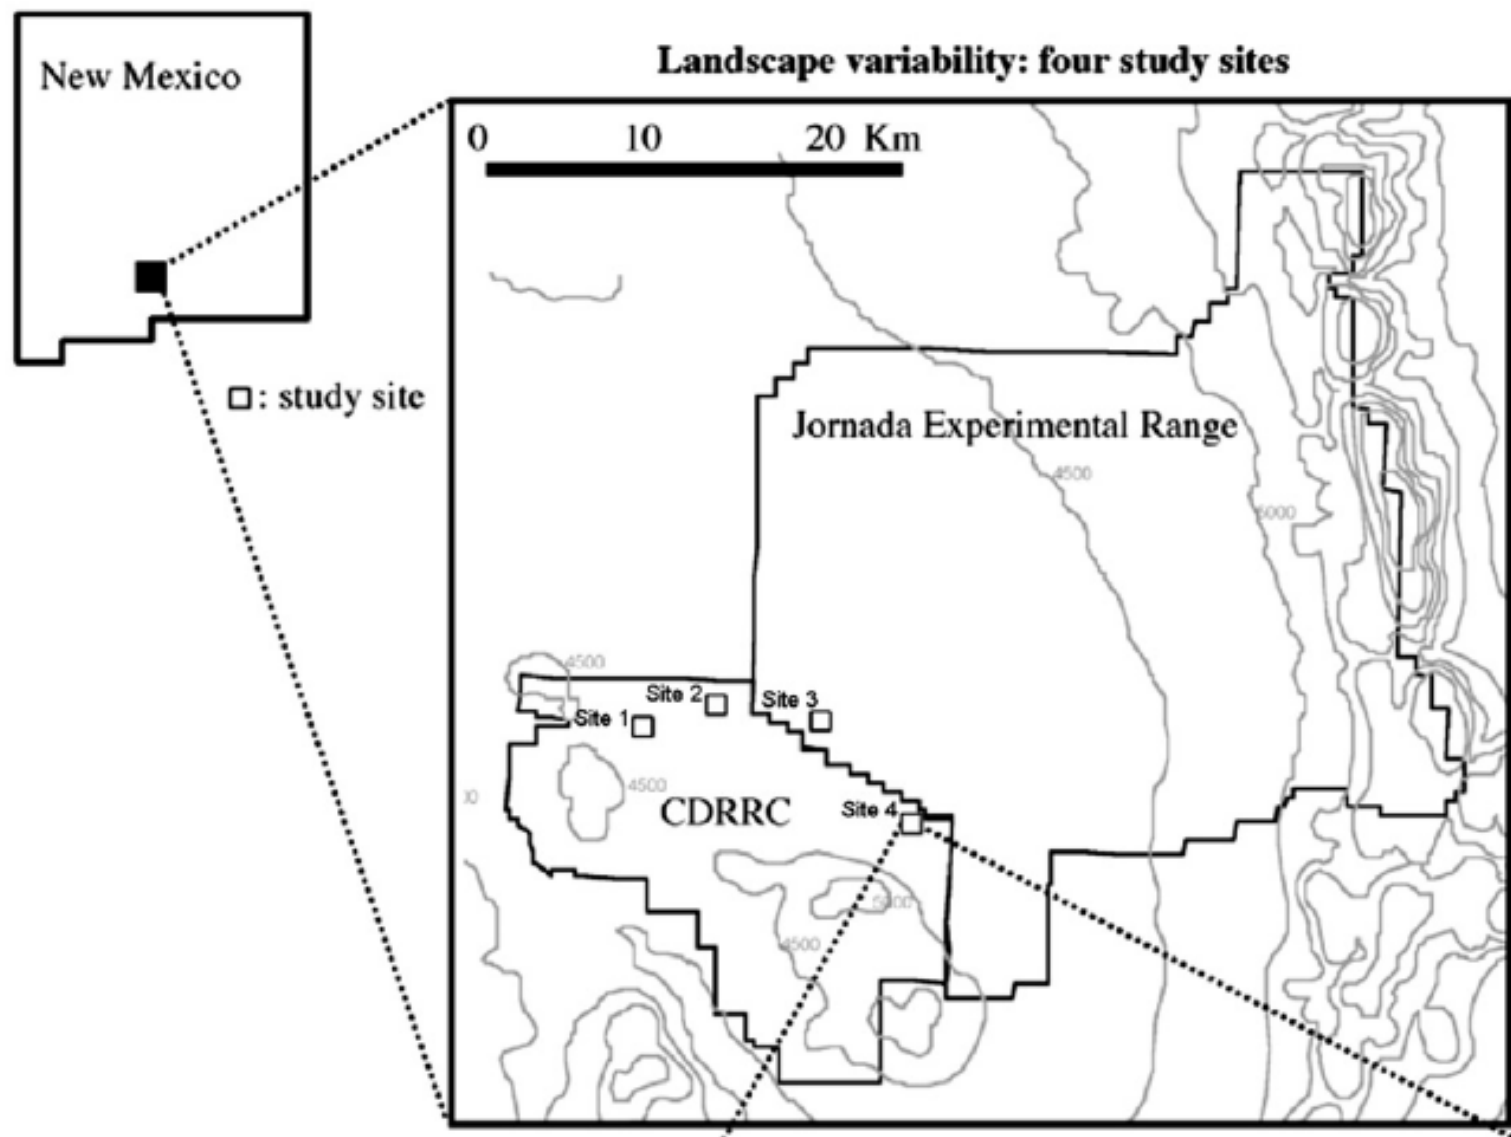 New Mexico
Landscape variability: four study sites
0 10 20 Km
: study site
Jornada Experimental Range
4500
5000
4500
Site 2
Site 3
Site 1
4500
CDRRC
Site 4
5000
4500